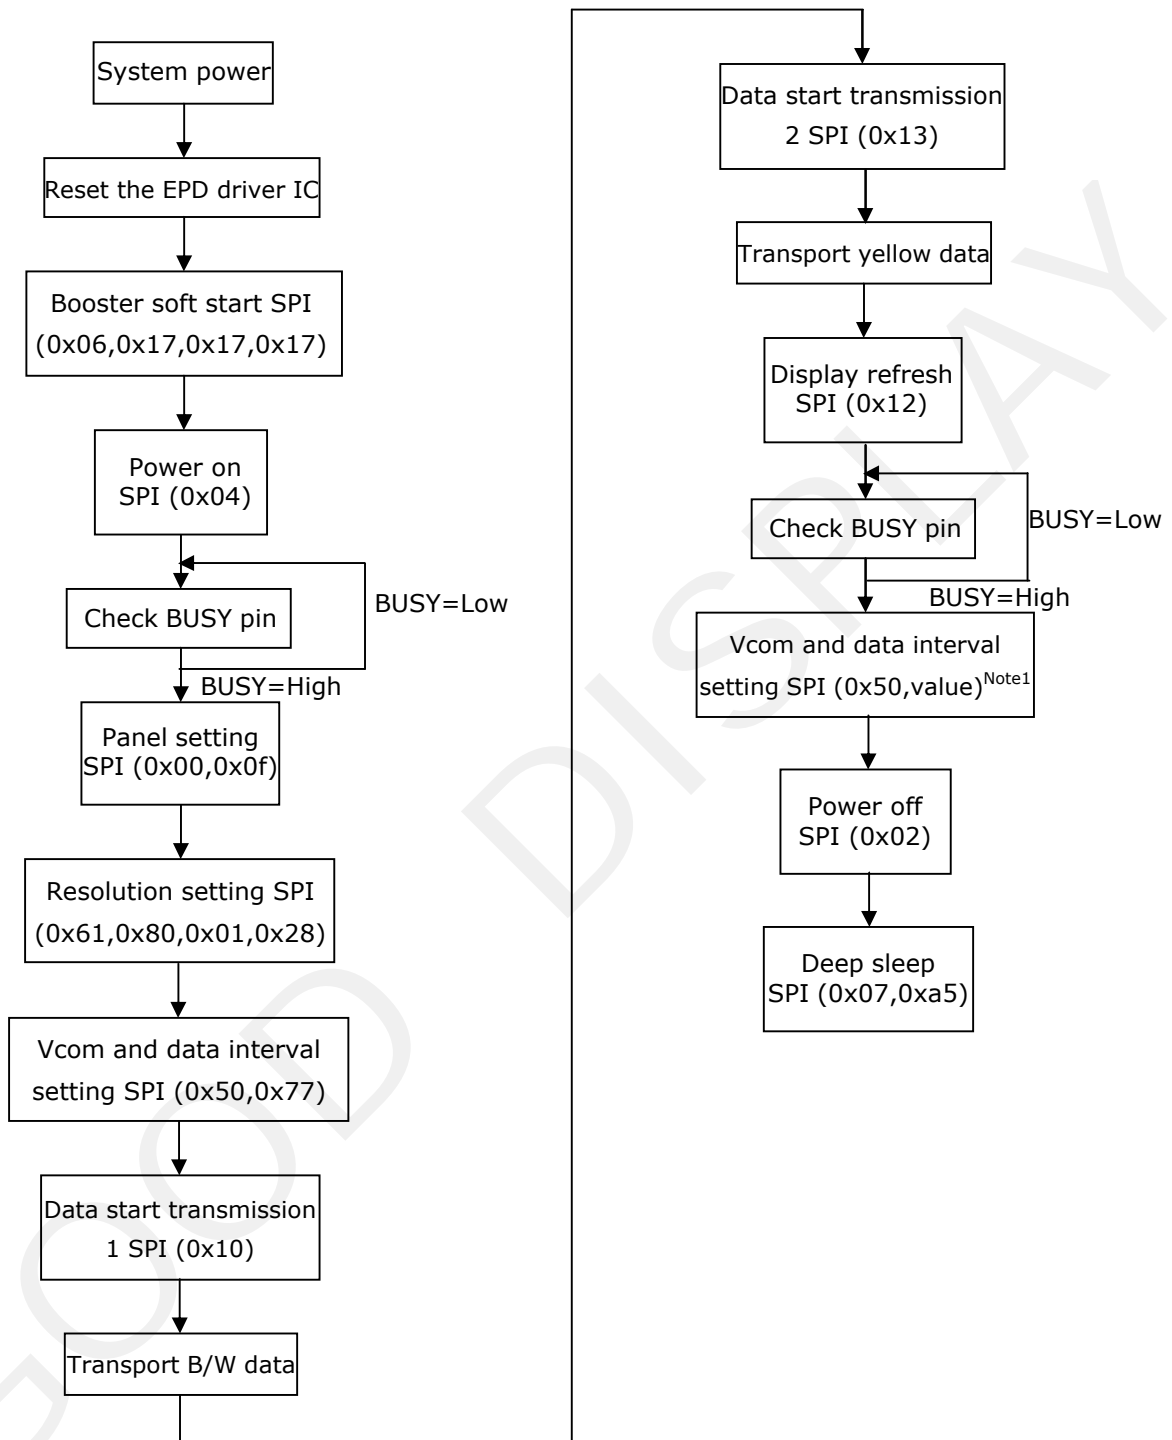 System power
Reset the EPD driver IC
Booster soft start SPI
(0x06,0x17,0x17,0x17)
Power on
SPI (0x04)
Check BUSY pin
BUSY=Low
BUSY=High
Panel setting
SPI (0x00,0x0f)
Resolution setting SPI
(0x61,0x80,0x01,0x28)
Vcom and data interval
setting SPI (0x50,0x77)
Data start transmission
1 SPI (0x10)
Transport B/W data
Data start transmission
2 SPI (0x13)
Transport yellow data
Display refresh
SPI (0x12)
Check BUSY pin
BUSY=Low
BUSY=High
Vcom and data interval
setting SPI (0x50,value)Note1
Power off
SPI (0x02)
Deep sleep
SPI (0x07,0xa5)
GOOD DISPLAY